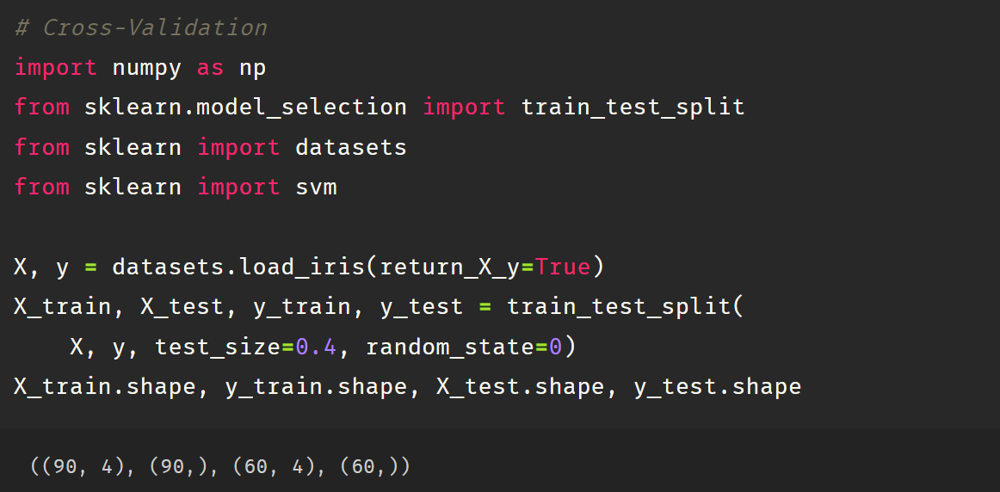 # Cross-Validation
import numpy as np
from sklearn.model_selection import train_test_split
from sklearn import datasets
from sklearn import svm
X, y = datasets.load_iris(return_X_y=True)
X_train, X_test, y_train, y_test = train_test_split(
    X, y, test_size=0.4, random_state=0)
X_train.shape, y_train.shape, X_test.shape, y_test.shape
((90, 4), (90,), (60, 4), (60,))